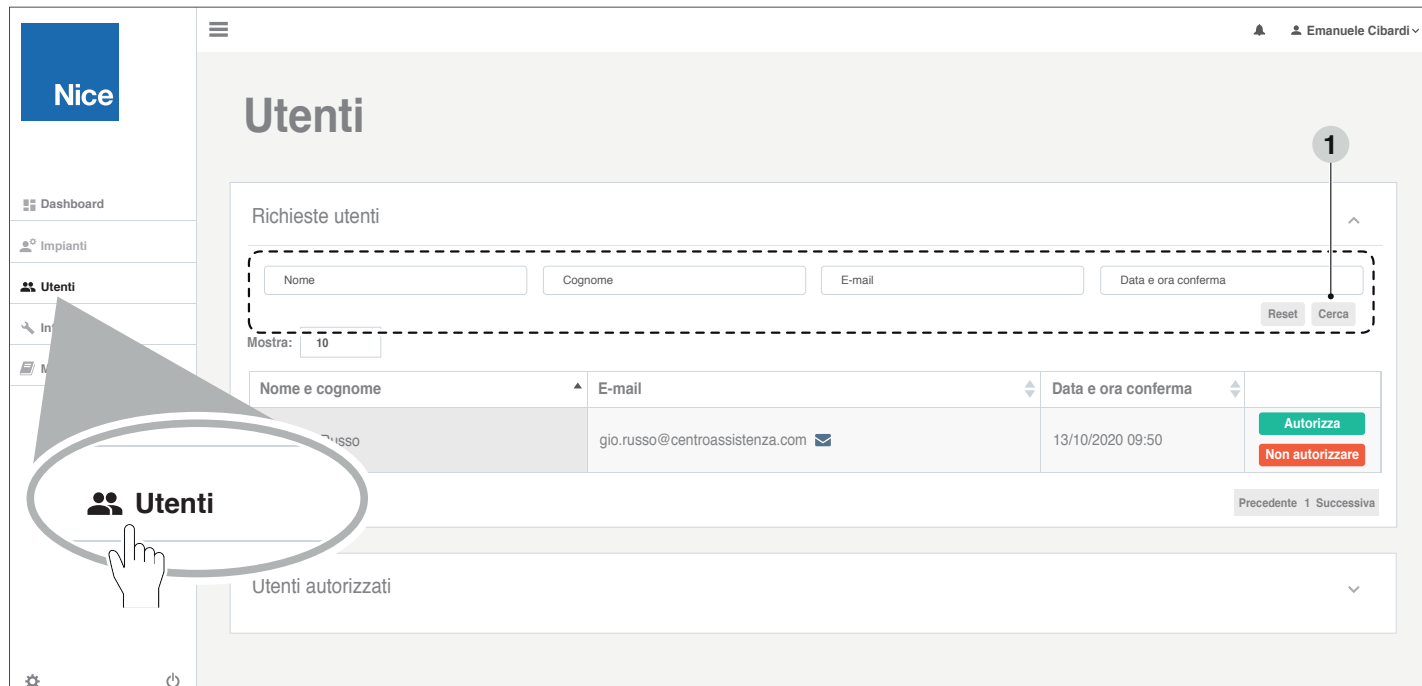 Nice
Emanuele Cibardi
Utenti
1
Dashboard
Impianti
Utenti
Richieste utenti
Nome Cognome E-mail Data e ora conferma
Reset Cerca
Mostra: 10
Nome e cognome E-mail Data e ora conferma
Russo gio.russo@centroassistenza.com 13/10/2020 09:50 Autorizza
Non autorizzare
Utenti
Precedente 1 Successiva
Utenti autorizzati